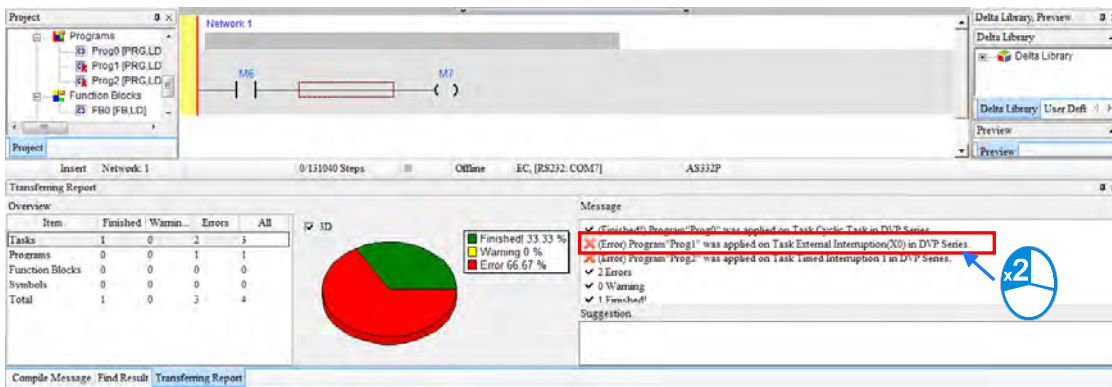 Project
Programs
Prog0 [PRG,LD
Prog1 [PRG,LD
Prog2 [PRG,LD
Function Blocks
FB0 [FB,LD]
Project
Network 1
M6
M7
Delta Library, Preview
Delta Library
Delta Library
Delta Library User Defi
Preview
Preview
Insert Network: 1 0/131040 Steps Offline EC, [RS232: COM7] AS332P
Transferring Report
Overview
Item Finished Warnin... Errors All
Tasks 1 0 2 3
Programs 0 0 1 1
Function Blocks 0 0 0 0
Symbols 0 0 0 0
Total 1 0 3 4
3D
Finished! 33.33 %
Warning 0 %
Error 66.67 %
Message
(Finished!) Program"Prog0" was applied on Task Cyclic Task in DVP Series.
(Error) Program"Prog1" was applied on Task External Interruption(X0) in DVP Series.
(Error) Program"Prog2" was applied on Task Timed Interruption 1 in DVP Series.
2 Errors
0 Warning
1 Finished!
x2
Suggestion
Compile Message Find Result Transferring Report